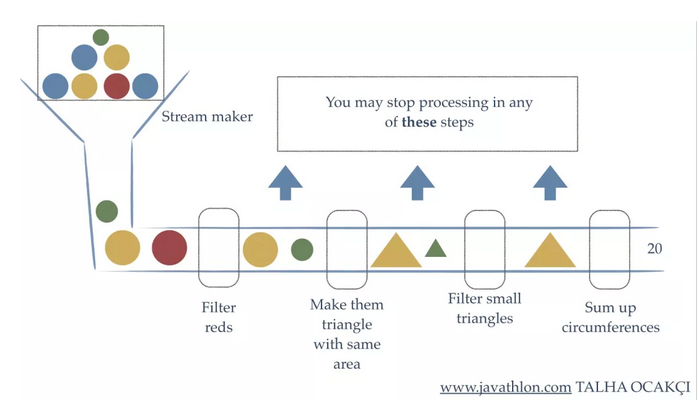 Stream maker
You may stop processing in any
of these steps
20
Filter
reds
Make them
triangle
with same
area
Filter small
triangles
Sum up
circumferences
www.javathlon.com TALHA OCAKÇI